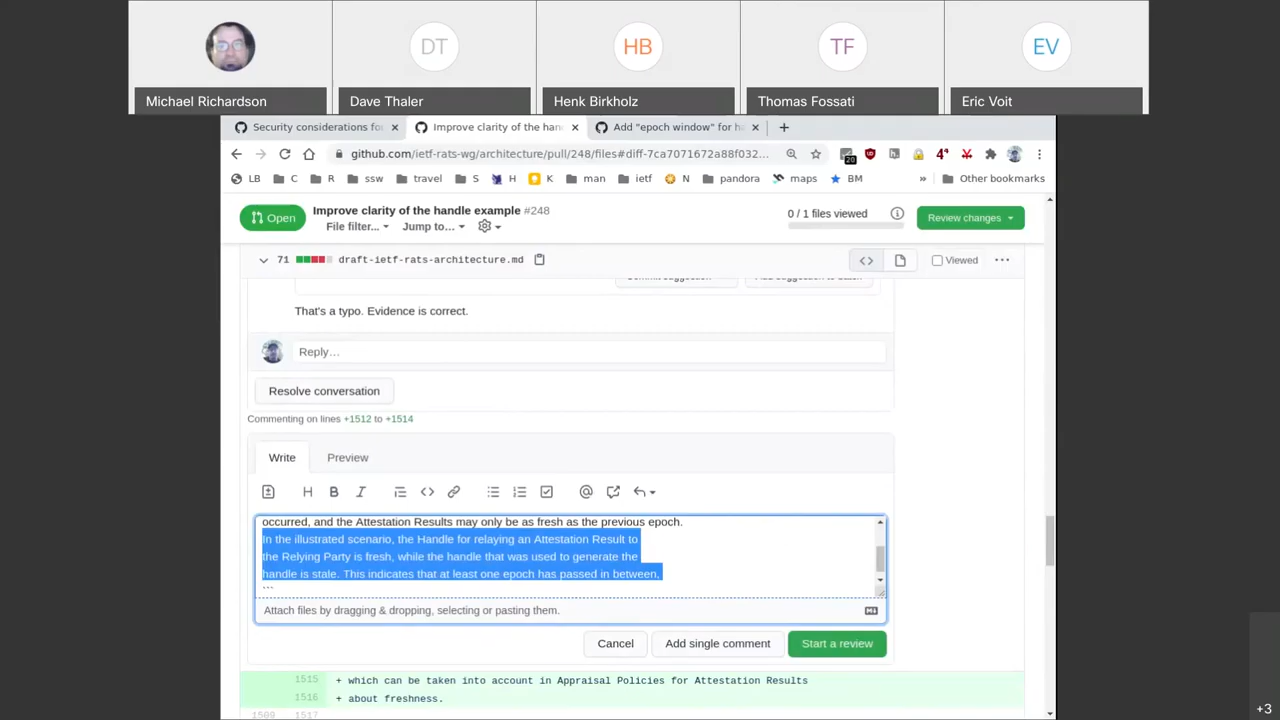 DT
HB
TF
EV
Michael Richardson
Dave Thaler
Henk Birkholz
Thomas Fossati
Eric Voit
Security considerations fo
Improve clarity of the han
Add "epoch window" for ha
github.com/ietf-rats-wg/architecture/pull/248/files#diff-7ca7071672a88f032...
20
LB
C
R
ssw
travel
S
H
K
man
ietf
N
pandora
maps
BM
»
Other bookmarks
Open
Improve clarity of the handle example #248
File filter...
Jump to...
0 / 1 files viewed
Review changes
71
draft-ietf-rats-architecture.md
Viewed
That's a typo. Evidence is correct.
Reply...
Resolve conversation
Commenting on lines +1512 to +1514
Write
Preview
occurred, and the Attestation Results may only be as fresh as the previous epoch.
In the illustrated scenario, the Handle for relaying an Attestation Result to
the Relying Party is fresh, while the handle that was used to generate the
handle is stale. This indicates that at least one epoch has passed in between,
```
Attach files by dragging & dropping, selecting or pasting them.
Cancel
Add single comment
Start a review
1515 + which can be taken into account in Appraisal Policies for Attestation Results
1516 + about freshness.
1509 1517
+3